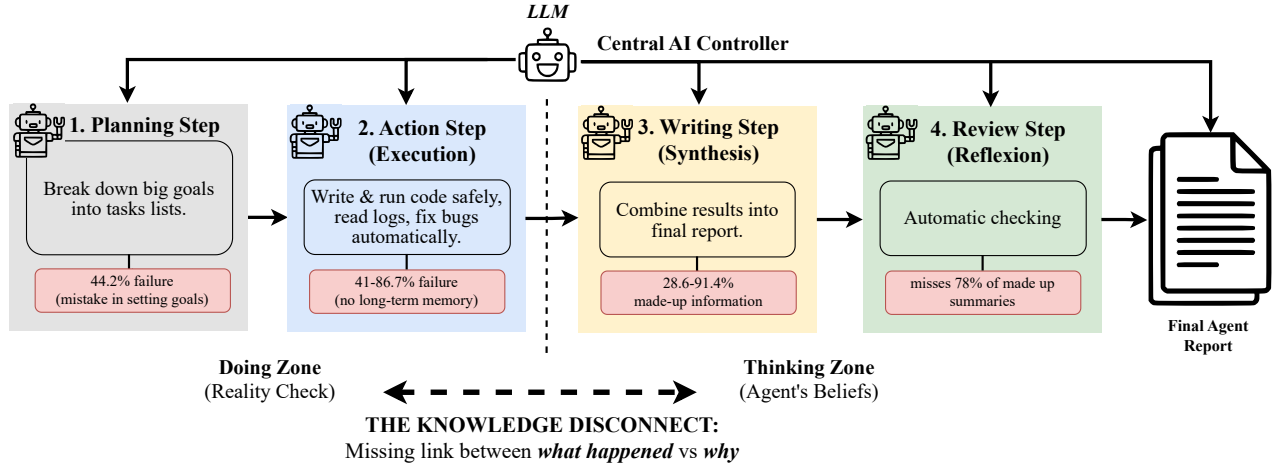 LLM
Central AI Controller
1. Planning Step
Break down big goals
into tasks lists.
44.2% failure
(mistake in setting goals)
2. Action Step
(Execution)
Write & run code safely,
read logs, fix bugs
automatically.
41-86.7% failure
(no long-term memory)
3. Writing Step
(Synthesis)
Combine results into
final report.
28.6-91.4%
made-up information
4. Review Step
(Reflexion)
Automatic checking
misses 78% of made up
summaries
Final Agent
Report
Doing Zone
(Reality Check)
Thinking Zone
(Agent's Beliefs)
THE KNOWLEDGE DISCONNECT:
Missing link between what happened vs why